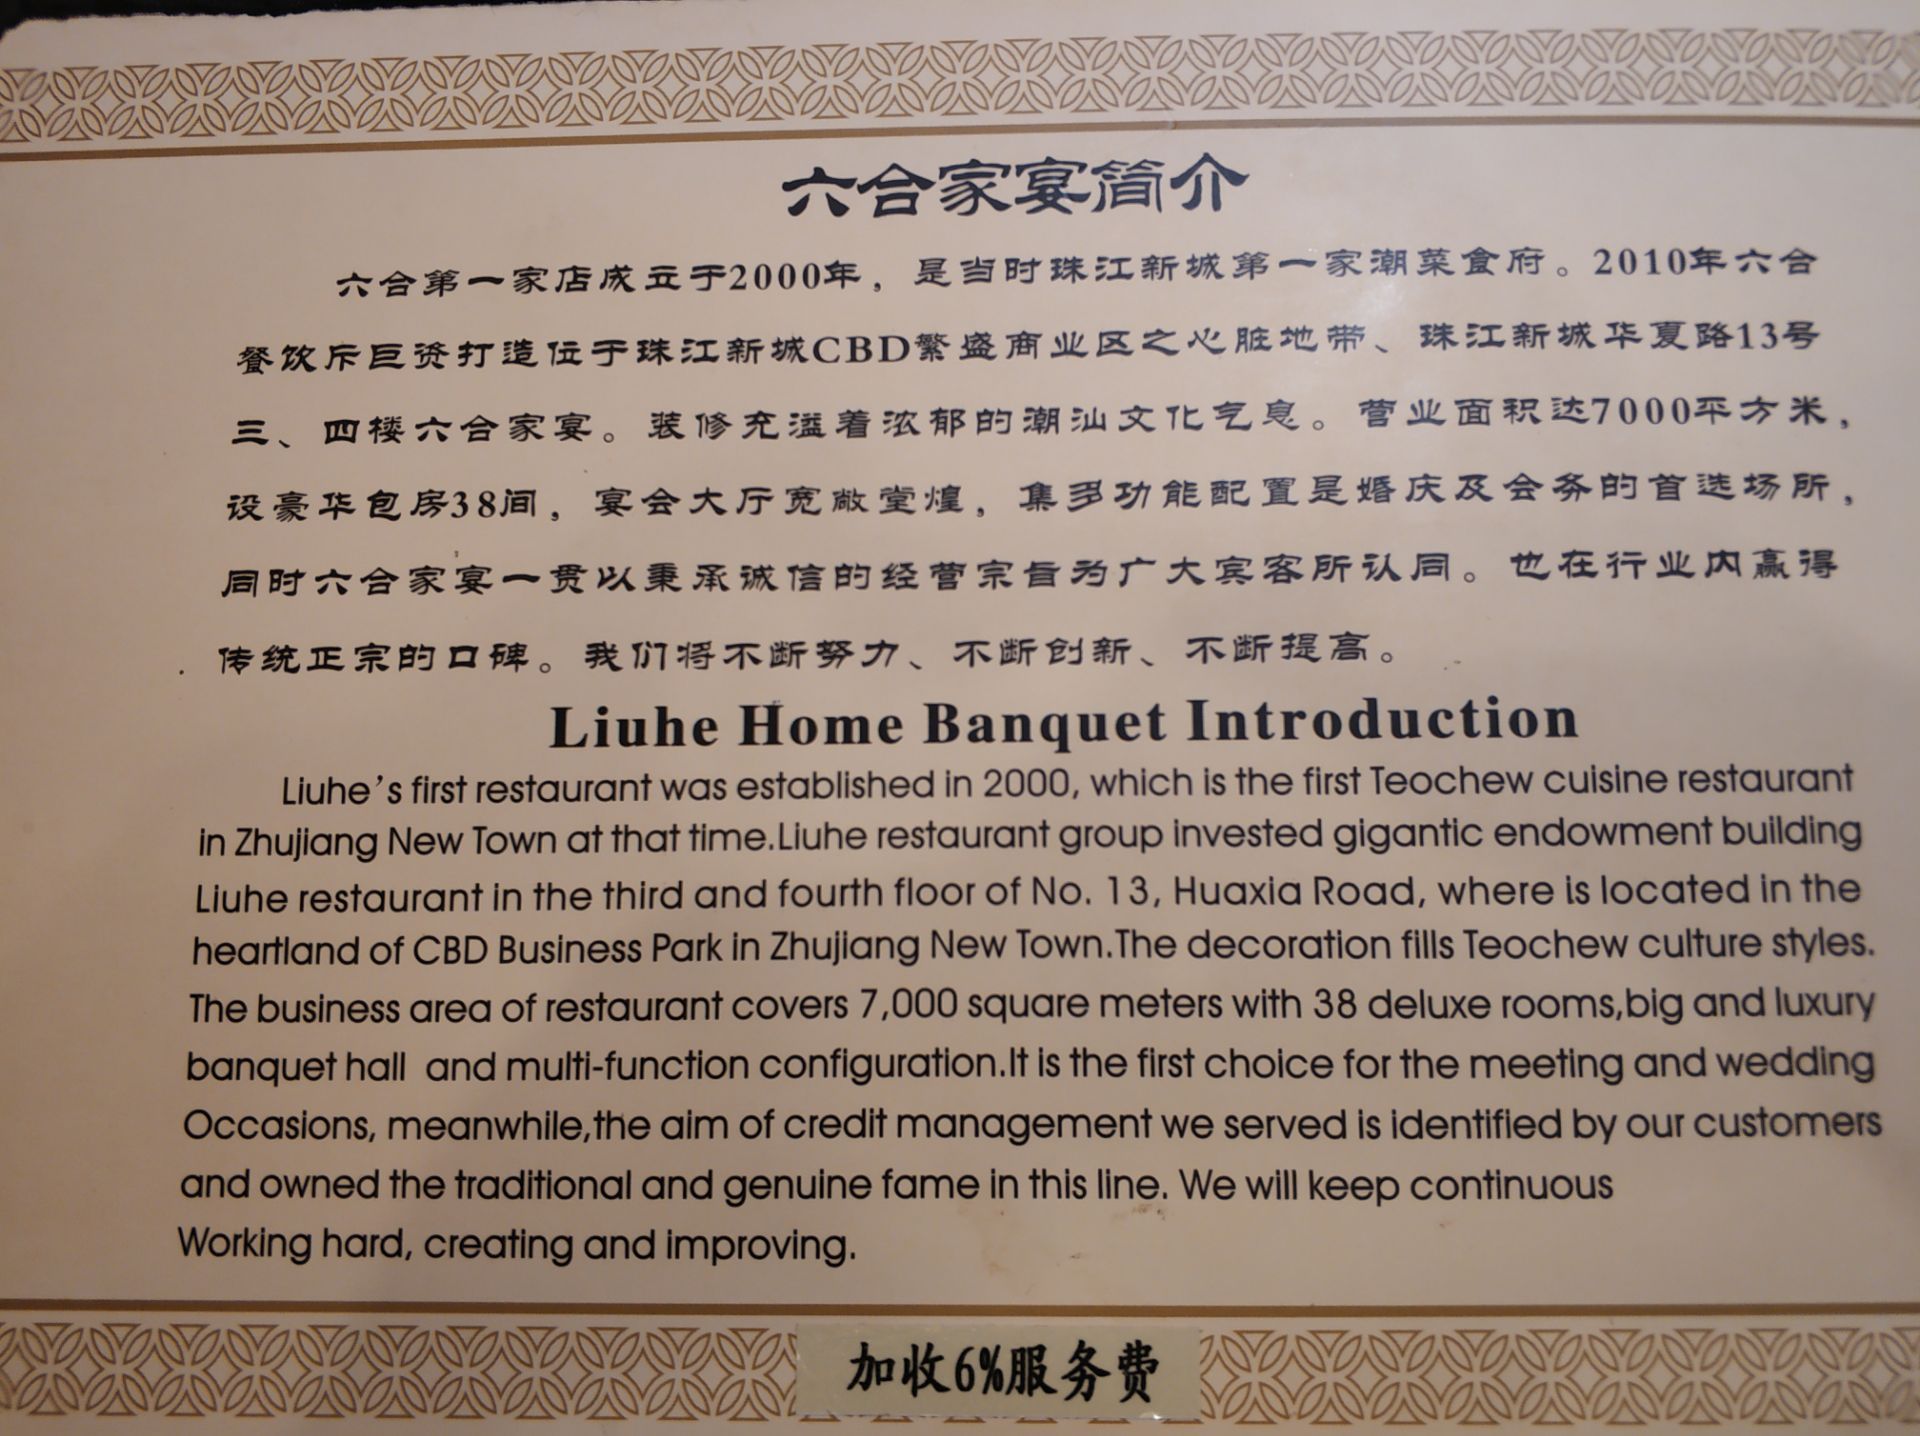 六合家宴简介
六合第一家店成立于2000年，是当时珠江新城第一家潮菜食府。2010年六合
餐饮斥巨资打造位于珠江新城CBD繁盛商业区之心脏地带、珠江新城华夏路13号
三、四楼六合家宴。装修充溢着浓郁的潮汕文化气息。营业面积达7000平方米，
设豪华包房38间，宴会大厅宽敞堂煌，集多功能配置是婚庆及会务的首选场所，
同时六合家宴一贯以秉承诚信的经营宗旨为广大宾客所认同。也在行业内赢得
传统正宗的口碑。我们将不断努力、不断创新、不断提高。
Liuhe Home Banquet Introduction
Liuhe's first restaurant was established in 2000, which is the first Teochew cuisine restaurant
in Zhujiang New Town at that time.Liuhe restaurant group invested gigantic endowment building
Liuhe restaurant in the third and fourth floor of No. 13, Huaxia Road, where is located in the
heartland of CBD Business Park in Zhujiang New Town.The decoration fills Teochew culture styles.
The business area of restaurant covers 7,000 square meters with 38 deluxe rooms,big and luxury
banquet hall and multi-function configuration.It is the first choice for the meeting and wedding
Occasions, meanwhile,the aim of credit management we served is identified by our customers
and owned the traditional and genuine fame in this line. We will keep continuous
Working hard, creating and improving.
加收6%服务费